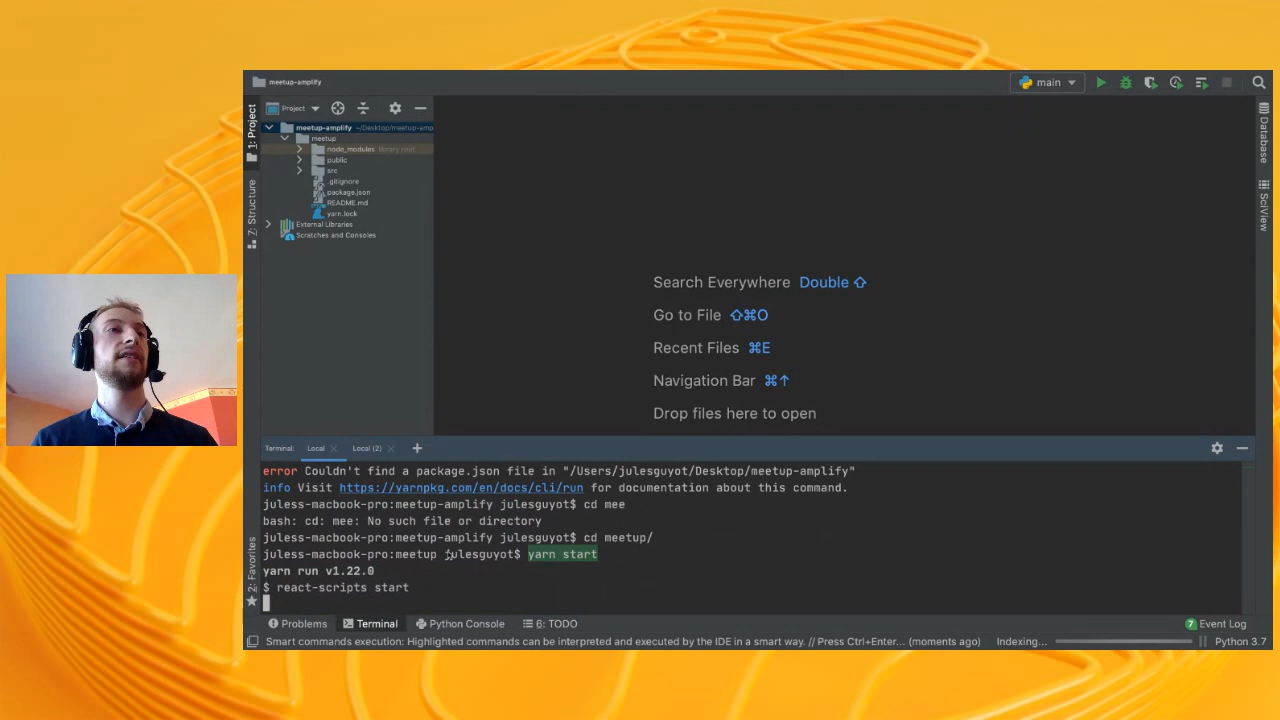 meetup-amplify
main
1: Project
Project
meetup-amplify ~/Desktop/meetup-amp
meetup
node_modules library root
public
src
.gitignore
package.json
README.md
yarn.lock
External Libraries
Scratches and Consoles
7: Structure
2: Favorites
Database
SciView
Search Everywhere Double ⇧
Go to File ⇧⌘O
Recent Files ⌘E
Navigation Bar ⌘↑
Drop files here to open
Terminal: Local Local (2)
error Couldn't find a package.json file in "/Users/julesguyot/Desktop/meetup-amplify"
info Visit https://yarnpkg.com/en/docs/cli/run for documentation about this command.
juless-macbook-pro:meetup-amplify julesguyot$ cd mee
bash: cd: mee: No such file or directory
juless-macbook-pro:meetup-amplify julesguyot$ cd meetup/
juless-macbook-pro:meetup julesguyot$ yarn start
yarn run v1.22.0
$ react-scripts start
Problems Terminal Python Console 6: TODO 7 Event Log
Smart commands execution: Highlighted commands can be interpreted and executed by the IDE in a smart way. // Press Ctrl+Enter... (moments ago) Indexing... Python 3.7